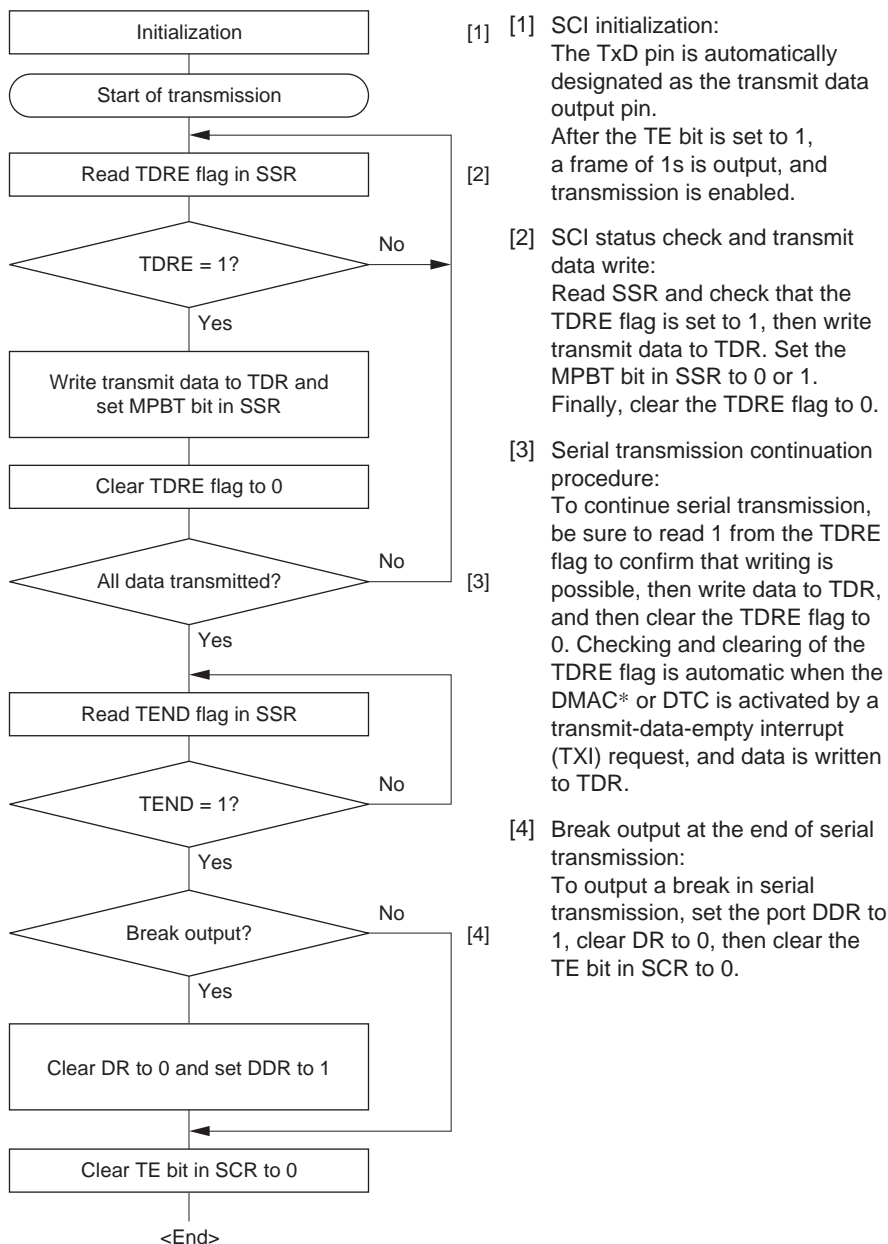 Initialization
[1]
Start of transmission
Read TDRE flag in SSR
[2]
TDRE = 1?
No
Yes
Write transmit data to TDR and
set MPBT bit in SSR
Clear TDRE flag to 0
All data transmitted?
No
[3]
Yes
Read TEND flag in SSR
TEND = 1?
No
Yes
Break output?
No
[4]
Yes
Clear DR to 0 and set DDR to 1
Clear TE bit in SCR to 0
<End>
[1] SCI initialization:
The TxD pin is automatically
designated as the transmit data
output pin.
After the TE bit is set to 1,
a frame of 1s is output, and
transmission is enabled.
[2] SCI status check and transmit
data write:
Read SSR and check that the
TDRE flag is set to 1, then write
transmit data to TDR. Set the
MPBT bit in SSR to 0 or 1.
Finally, clear the TDRE flag to 0.
[3] Serial transmission continuation
procedure:
To continue serial transmission,
be sure to read 1 from the TDRE
flag to confirm that writing is
possible, then write data to TDR,
and then clear the TDRE flag to
0. Checking and clearing of the
TDRE flag is automatic when the
DMAC* or DTC is activated by a
transmit-data-empty interrupt
(TXI) request, and data is written
to TDR.
[4] Break output at the end of serial
transmission:
To output a break in serial
transmission, set the port DDR to
1, clear DR to 0, then clear the
TE bit in SCR to 0.